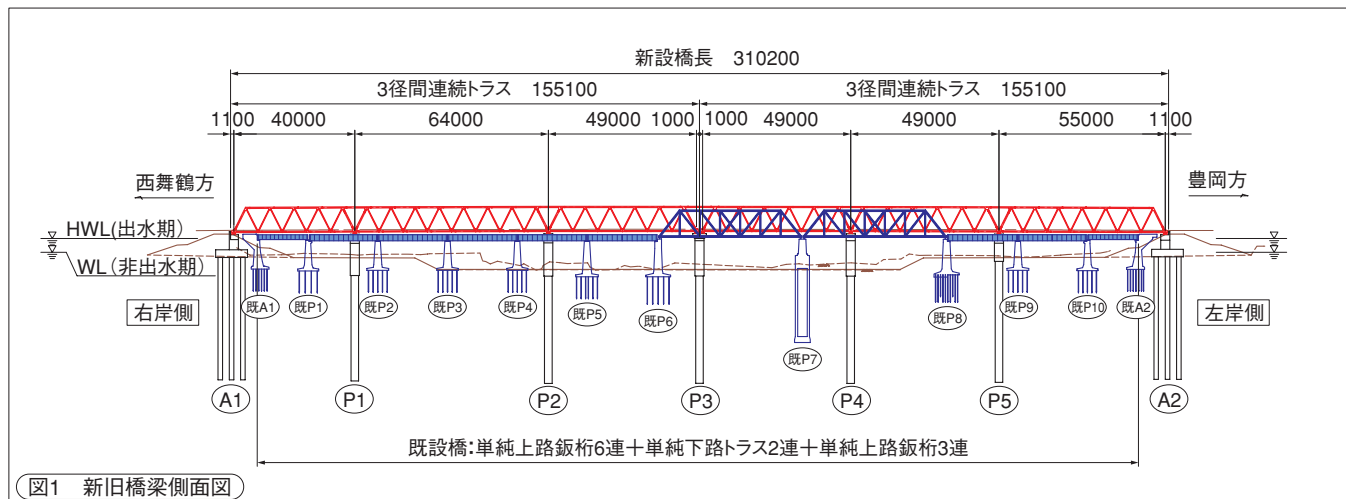 新設橋長 310200
3径間連続トラス 155100 3径間連続トラス 155100
1100 40000 64000 49000 1000 1000 49000 49000 55000 1100
西舞鶴方 豊岡方
HWL(出水期)
WL(非出水期)
右岸側 左岸側
既A1 既P1 既P2 既P3 既P4 既P5 既P6 既P7 既P8 既P9 既P10 既A2
A1 P1 P2 P3 P4 P5 A2
既設橋:単純上路鈑桁6連+単純下路トラス2連+単純上路鈑桁3連
図1 新旧橋梁側面図